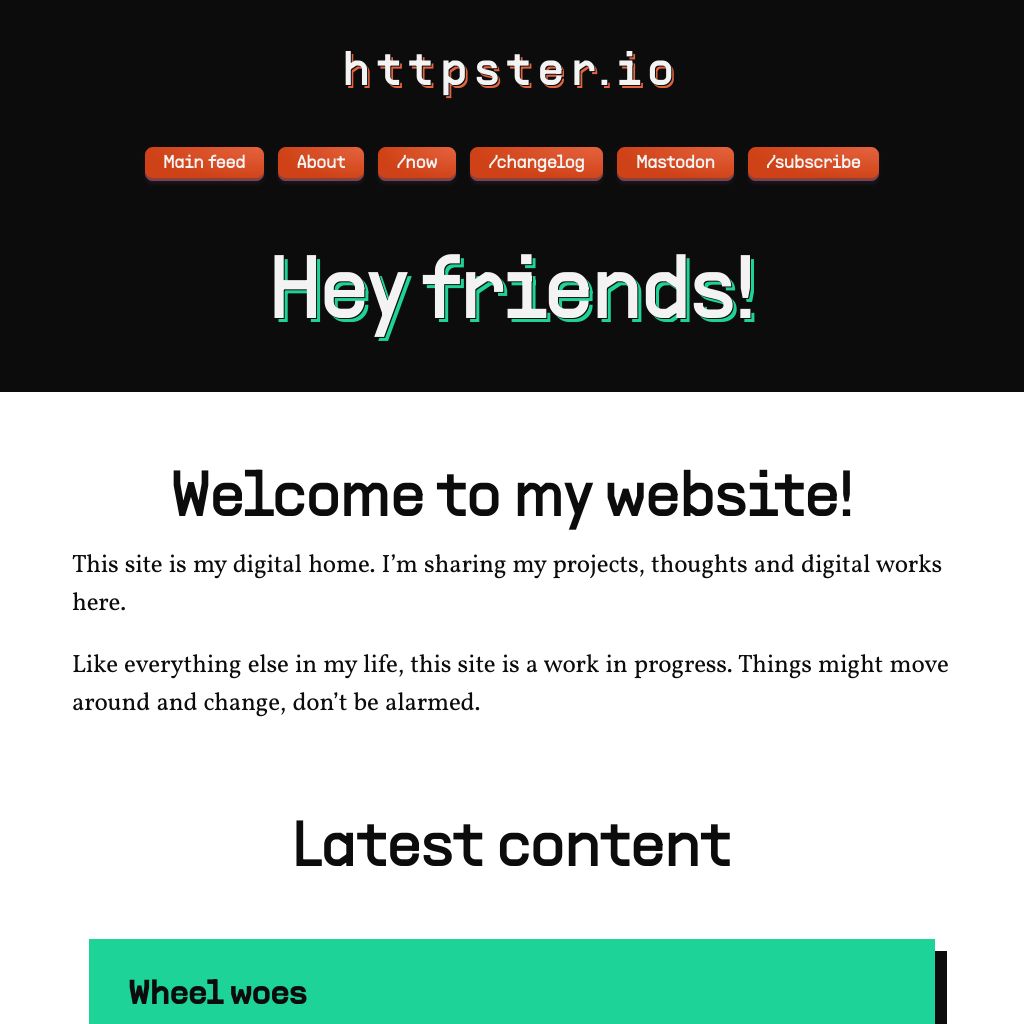 httpster.io
Main feed
About
/now
/changelog
Mastodon
/subscribe
Hey friends!
Welcome to my website!
This site is my digital home. I’m sharing my projects, thoughts and digital works
here.
Like everything else in my life, this site is a work in progress. Things might move
around and change, don’t be alarmed.
Latest content
Wheel woes